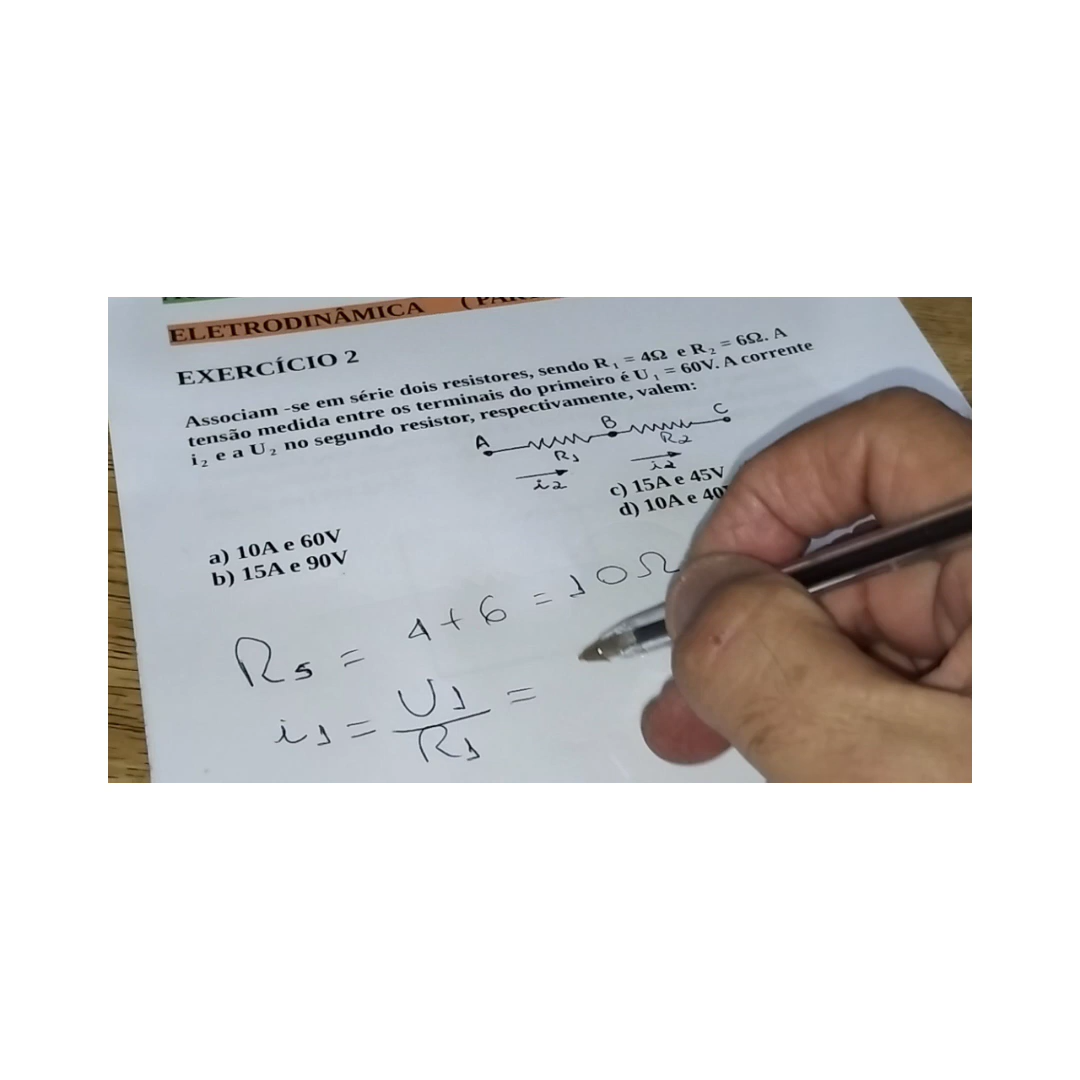 ELETRODINÂMICA
EXERCÍCIO 2
Associam -se em série dois resistores, sendo R₁ = 4Ω e R₂ = 6Ω. A
tensão medida entre os terminais do primeiro é U₁ = 60V. A corrente
i₂ e a U₂ no segundo resistor, respectivamente, valem:
A B C
R1 R2
i2 i2
a) 10A e 60V
b) 15A e 90V
c) 15A e 45V
d) 10A e
Rs = 4 + 6 = 10Ω
i1 = U1/R1 =